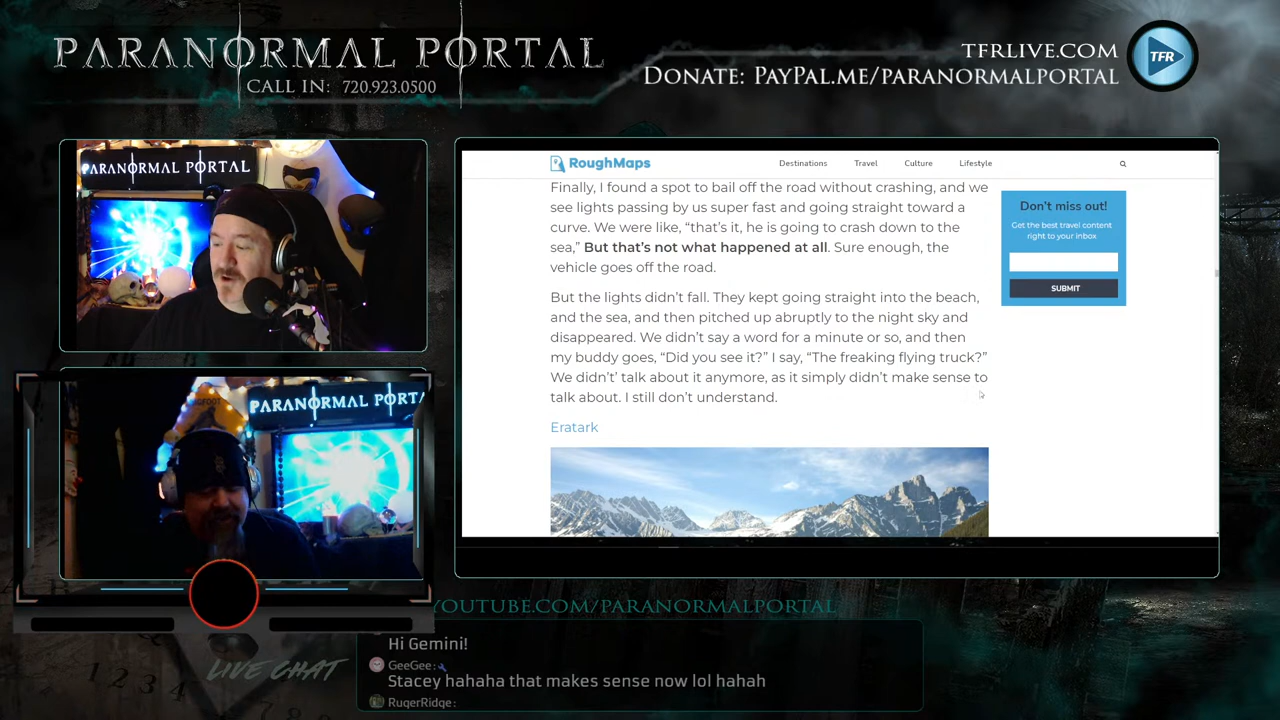 PARANORMAL PORTAL
CALL IN: 720.923.0500
TFRLIVE.COM
DONATE: PAYPAL.ME/PARANORMALPORTAL
TFR
PARANORMAL PORTAL
PARANORMAL PORTA
RoughMaps
Destinations Travel Culture Lifestyle
Finally, I found a spot to bail off the road without crashing, and we
see lights passing by us super fast and going straight toward a
curve. We were like, “that’s it, he is going to crash down to the
sea,” But that’s not what happened at all. Sure enough, the
vehicle goes off the road.
But the lights didn’t fall. They kept going straight into the beach,
and the sea, and then pitched up abruptly to the night sky and
disappeared. We didn’t say a word for a minute or so, and then
my buddy goes, “Did you see it?” I say, “The freaking flying truck?”
We didn’t’ talk about it anymore, as it simply didn’t make sense to
talk about. I still don’t understand.
Eratark
Don’t miss out!
Get the best travel content
right to your inbox
SUBMIT
YOUTUBE.COM/PARANORMALPORTAL
LIVE CHAT
Hi Gemini!
GeeGee:
Stacey hahaha that makes sense now lol hahah
RugerRidge:
1 2 3 4